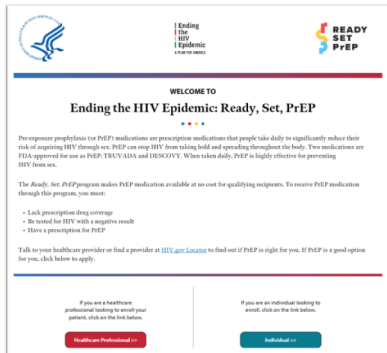 Ending
the
HIV
Epidemic
A PLAN FOR AMERICA
READY
SET
PrEP
WELCOME TO
Ending the HIV Epidemic: Ready, Set, PrEP
Pre-exposure prophylaxis (or PrEP) medications are prescription medications that people take daily to significantly reduce their
risk of acquiring HIV through sex. PrEP can stop HIV from taking hold and spreading throughout the body. Two medications are
FDA-approved for use as PrEP: TRUVADA and DESCOVY. When taken daily, PrEP is highly effective for preventing
HIV from sex.
The Ready, Set, PrEP program makes PrEP medication available at no cost for qualifying recipients. To receive PrEP medication
through this program, you must:
• Lack prescription drug coverage
• Be tested for HIV with a negative result
• Have a prescription for PrEP
Talk to your healthcare provider or find a provider at HIV.gov Locator to find out if PrEP is right for you. If PrEP is a good option
for you, click below to apply.
If you are a healthcare
professional looking to enroll your
patient, click on the link below.
Healthcare Professional >>
If you are an individual looking to
enroll, click on the link below.
Individual >>